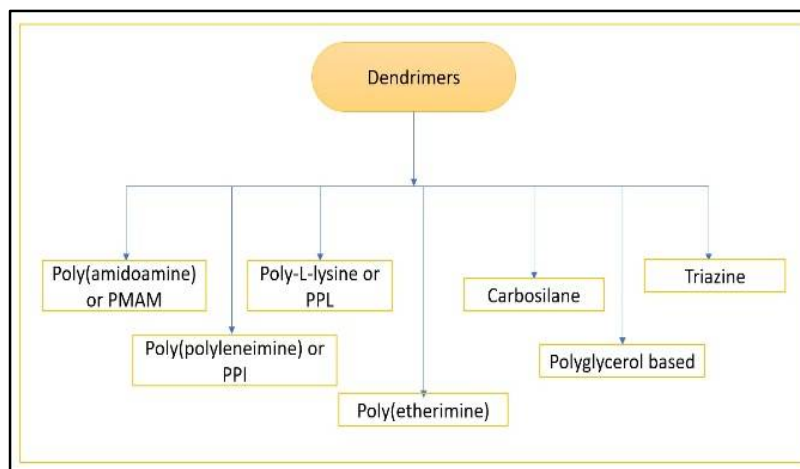 Dendrimers
Poly(amidoamine)
or PMAM
Poly-L-lysine or
PPL
Carbosilane
Triazine
Poly(polyleneimine) or
PPI
Polyglycerol based
Poly(etherimine)